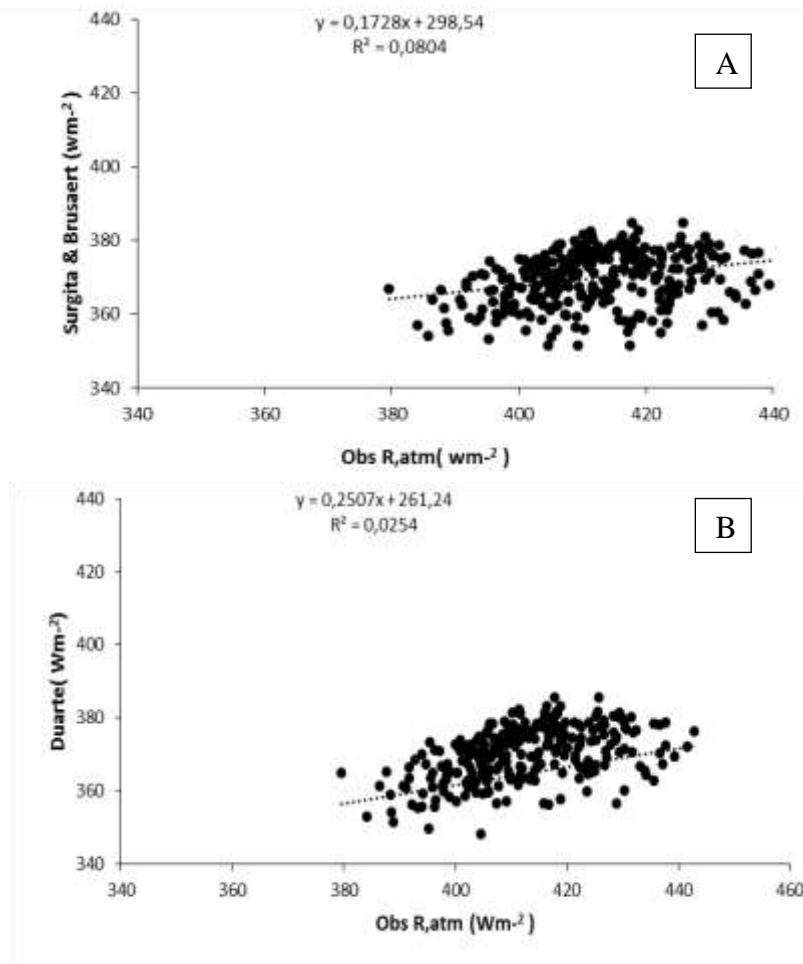 y = 0,1728x + 298,54
R² = 0,0804
A
440
420
400
380
360
340
Surgita & Brusaert (wm-²)
340
360
380
400
420
440
Obs R,atm( wm-² )
y = 0,2507x + 261,24
R² = 0,0254
B
440
420
400
380
360
340
Duarte( Wm-²)
340
360
380
400
420
440
460
Obs R,atm (Wm-² )